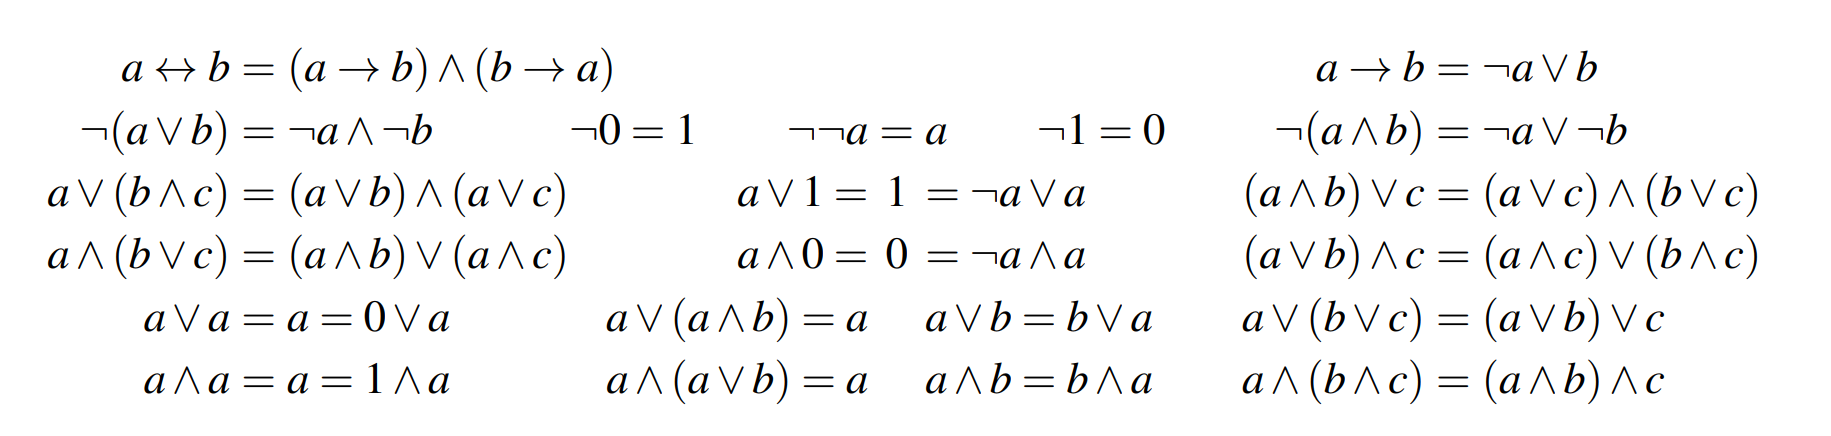 a ↔ b = (a → b) ∧ (b → a) a → b = ¬a ∨ b
¬(a ∨ b) = ¬a ∧ ¬b ¬0 = 1 ¬¬a = a ¬1 = 0 ¬(a ∧ b) = ¬a ∨ ¬b
a ∨ (b ∧ c) = (a ∨ b) ∧ (a ∨ c) a ∨ 1 = 1 = ¬a ∨ a (a ∧ b) ∨ c = (a ∨ c) ∧ (b ∨ c)
a ∧ (b ∨ c) = (a ∧ b) ∨ (a ∧ c) a ∧ 0 = 0 = ¬a ∧ a (a ∨ b) ∧ c = (a ∧ c) ∨ (b ∧ c)
a ∨ a = a = 0 ∨ a a ∨ (a ∧ b) = a a ∨ b = b ∨ a a ∨ (b ∨ c) = (a ∨ b) ∨ c
a ∧ a = a = 1 ∧ a a ∧ (a ∨ b) = a a ∧ b = b ∧ a a ∧ (b ∧ c) = (a ∧ b) ∧ c